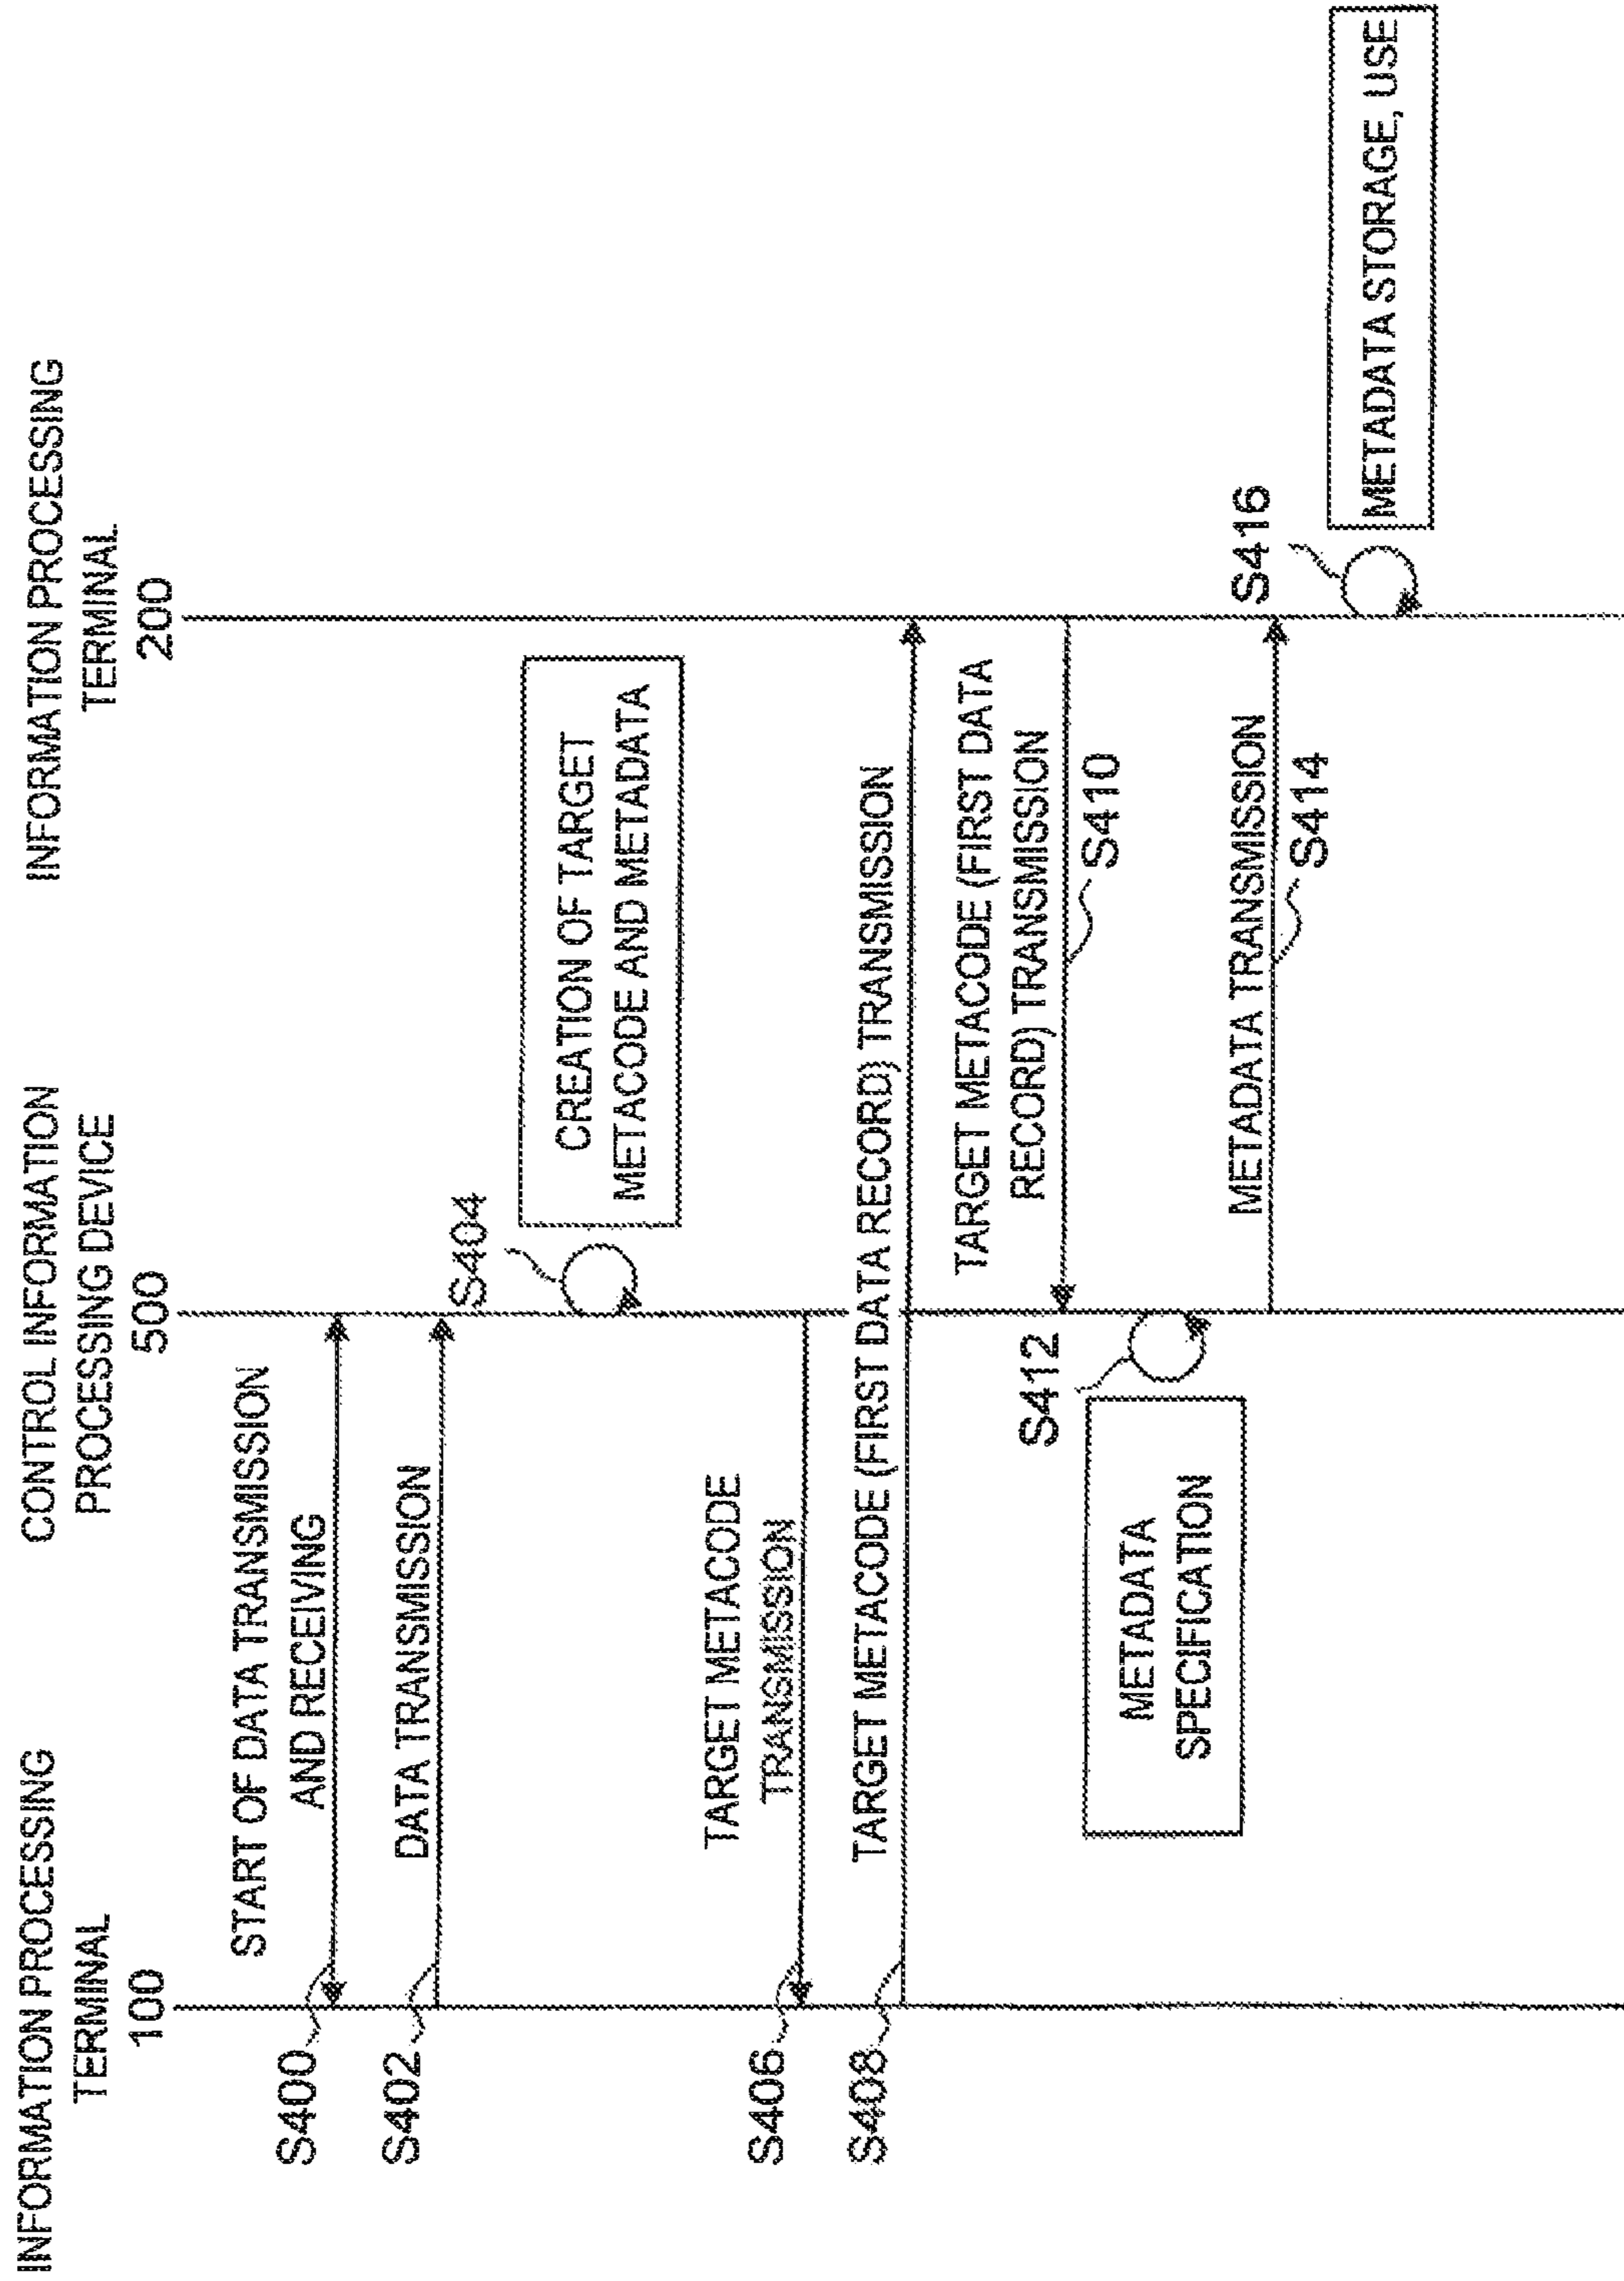 INFORMATION PROCESSING
TERMINAL
100
CONTROL INFORMATION
PROCESSING DEVICE
500
INFORMATION PROCESSING
TERMINAL
200
START OF DATA TRANSMISSION
AND RECEIVING
S400
DATA TRANSMISSION
S402
S404
CREATION OF TARGET
METACODE AND METADATA
TARGET METACODE
TRANSMISSION
S406
TARGET METACODE (FIRST DATA RECORD) TRANSMISSION
S408
TARGET METACODE (FIRST DATA
RECORD) TRANSMISSION
S410
S412
METADATA
SPECIFICATION
METADATA TRANSMISSION
S414
S416
METADATA STORAGE, USE